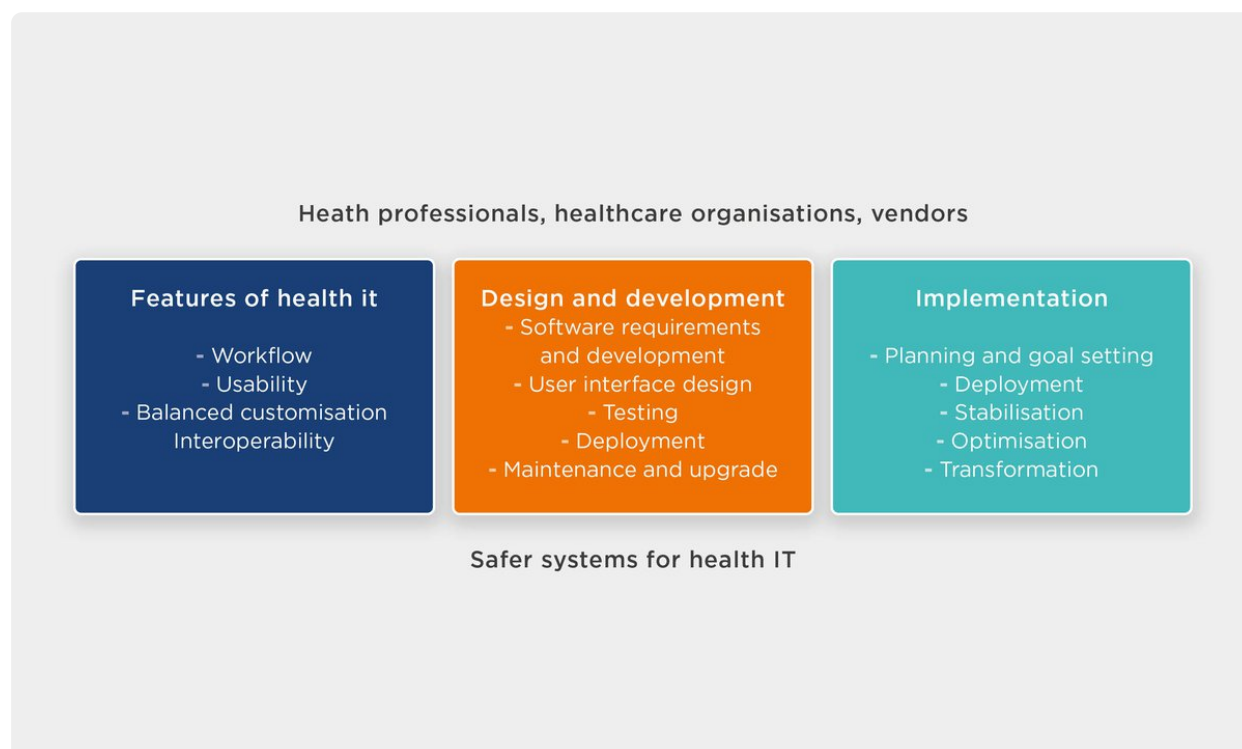 Heath professionals, healthcare organisations, vendors
Features of health it
- Workflow
- Usability
- Balanced customisation
Interoperability
Design and development
- Software requirements
and development
- User interface design
- Testing
- Deployment
- Maintenance and upgrade
Implementation
- Planning and goal setting
- Deployment
- Stabilisation
- Optimisation
- Transformation
Safer systems for health IT